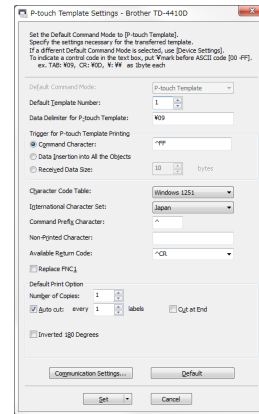 P-touch Template Settings - Brother TD-4410D
Set the Default Command Mode to [P-touch Template].
Specify the settings necessary for the transferred template.
If a different Default Command Mode is selected, use [Device Settings].
To indicate a control code in the text box, put ¥mark before ASCII code [00 -FF].
ex. TAB: ¥09, CR: ¥0D, ¥: ¥¥ as 1byte each
Default Command Mode: P-touch Template
Default Template Number: 1
Data Delimiter for P-touch Template: ¥09
Trigger for P-touch Template Printing
Command Character: ^FF
Data Insertion into All the Objects
Received Data Size: 10 bytes
Character Code Table: Windows 1251
International Character Set: Japan
Command Prefix Character: ^
Non-Printed Character:
Available Return Code: ^CR
Replace FNC1
Default Print Option
Number of Copies: 1
Auto cut: every 1 labels Cut at End
Inverted 180 Degrees
Communication Settings... Default
Set Cancel